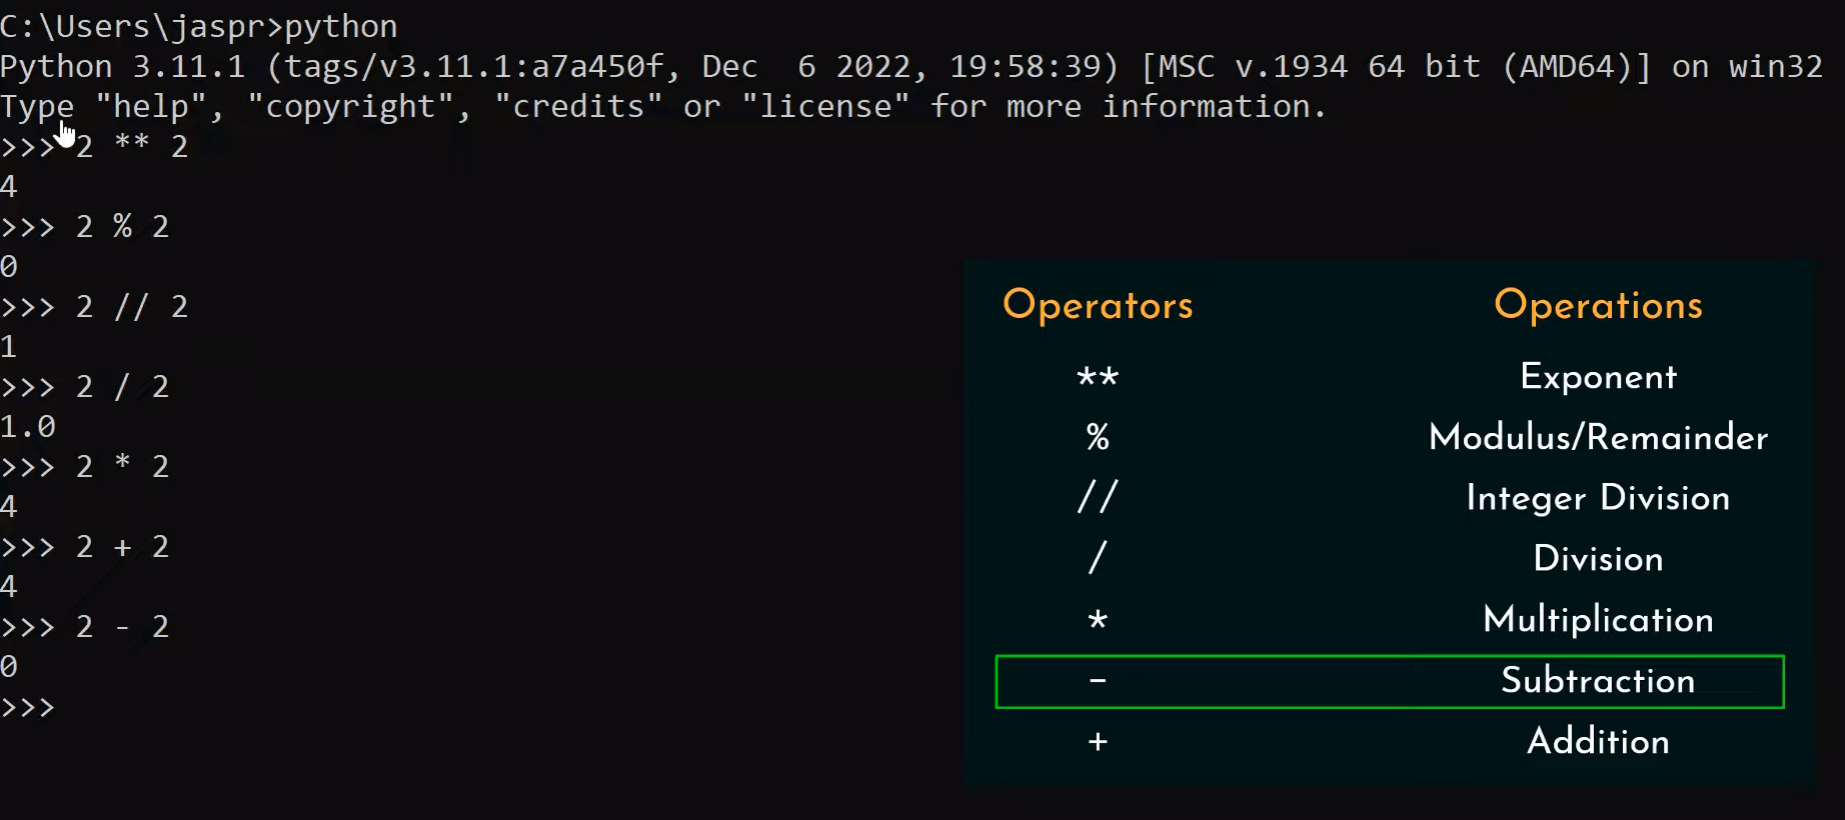 C:\Users\jaspr>python
Python 3.11.1 (tags/v3.11.1:a7a450f, Dec  6 2022, 19:58:39) [MSC v.1934 64 bit (AMD64)] on win32
Type "help", "copyright", "credits" or "license" for more information.
>>> 2 ** 2
4
>>> 2 % 2
0
>>> 2 // 2
1
>>> 2 / 2
1.0
>>> 2 * 2
4
>>> 2 + 2
4
>>> 2 - 2
0
>>>
Operators Operations
** Exponent
% Modulus/Remainder
// Integer Division
/ Division
* Multiplication
- Subtraction
+ Addition